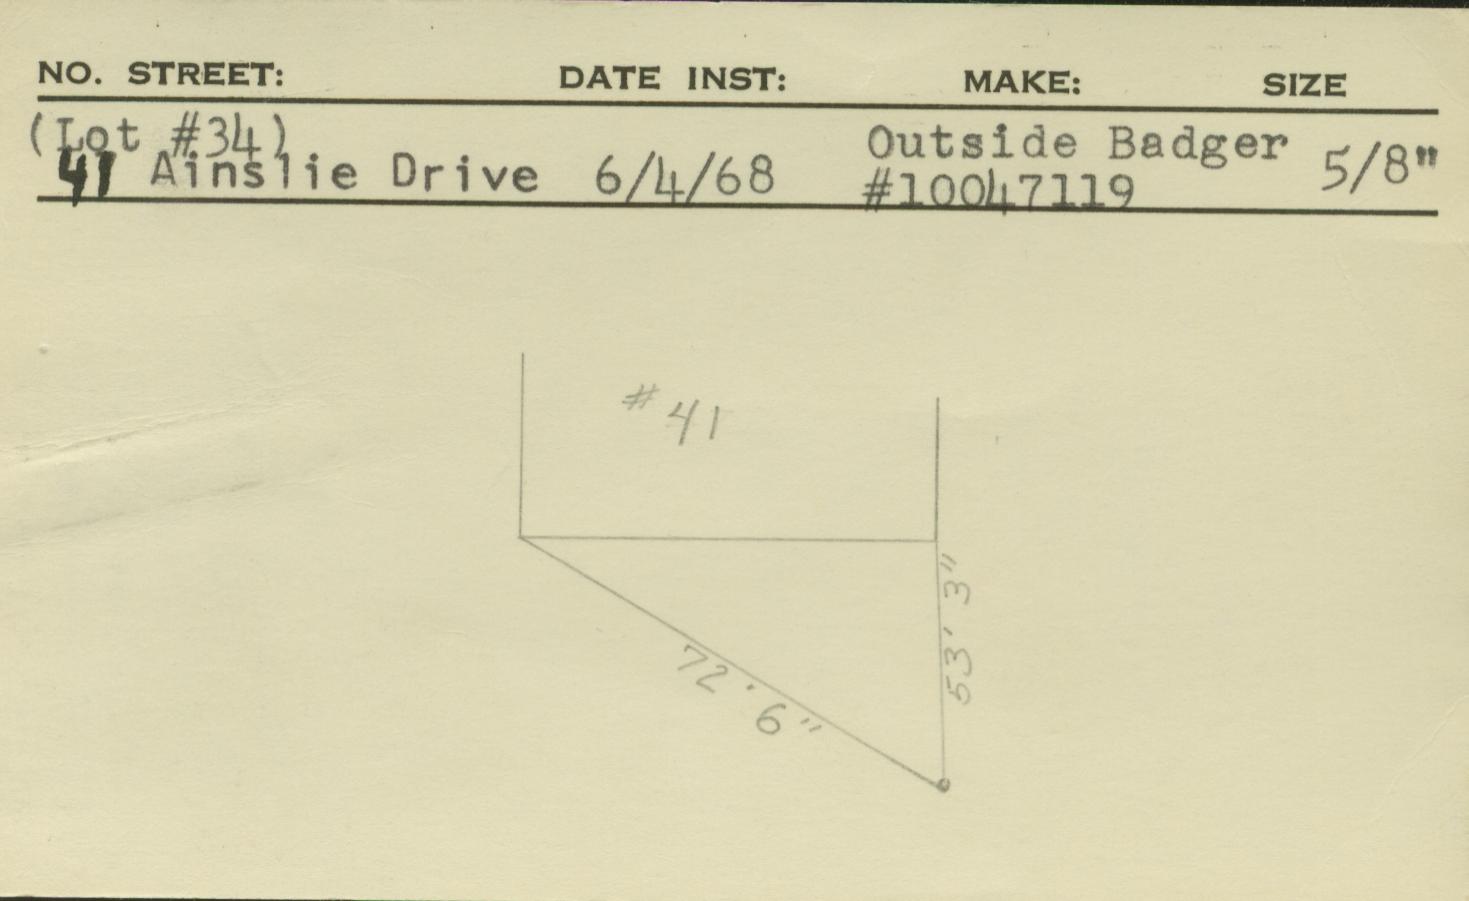 NO. STREET: DATE INST: MAKE: SIZE
(Lot #34)
41 Ainslie Drive 6/4/68 Outside Badger 5/8"
#10047119
# 41
53' 3"
72' 6"